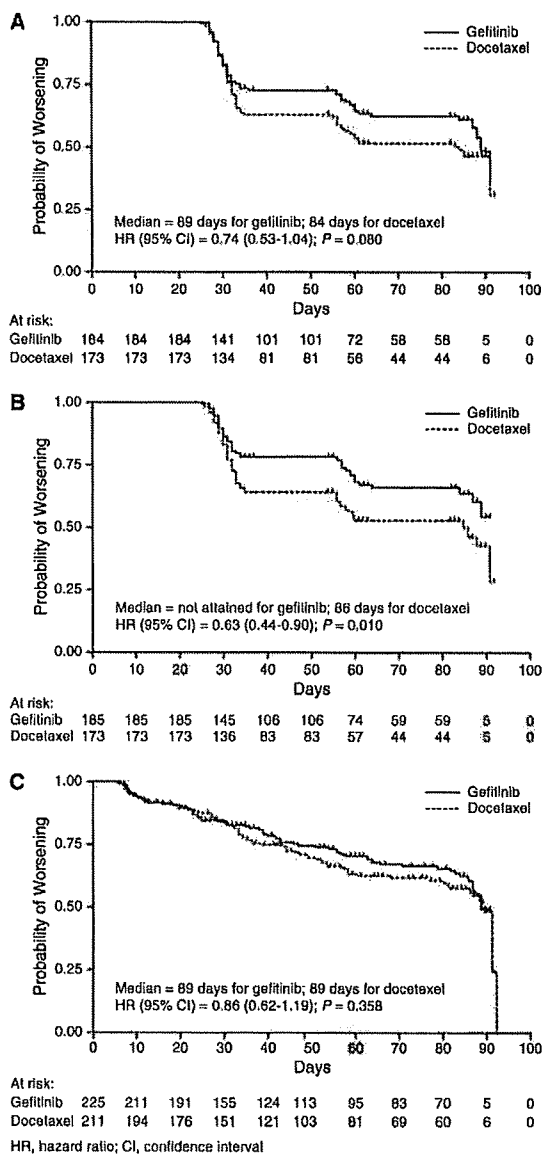 A
Gefitinib
Docetaxel
Probability of Worsening
1.00
0.75
0.50
0.25
0.00
Median = 89 days for gefitinib; 84 days for docetaxel
HR (95% CI) = 0.74 (0.53-1.04); P = 0.080
0 10 20 30 40 50 60 70 80 90 100
Days
At risk:
Gefitinib 184 184 184 141 101 101 72 58 58 5 0
Docetaxel 173 173 173 134 81 81 56 44 44 6 0
B
Gefitinib
Docetaxel
Probability of Worsening
1.00
0.75
0.50
0.25
0.00
Median = not attained for gefitinib; 86 days for docetaxel
HR (95% CI) = 0.63 (0.44-0.90); P = 0.010
0 10 20 30 40 50 60 70 80 90 100
Days
At risk:
Gefitinib 185 185 185 145 106 106 74 59 59 5 0
Docetaxel 173 173 173 136 83 83 57 44 44 5 0
C
Gefitinib
Docetaxel
Probability of Worsening
1.00
0.75
0.50
0.25
0.00
Median = 89 days for gefitinib; 89 days for docetaxel
HR (95% CI) = 0.86 (0.62-1.19); P = 0.358
0 10 20 30 40 50 60 70 80 90 100
Days
At risk:
Gefitinib 225 211 191 155 124 113 95 83 70 5 0
Docetaxel 211 194 176 151 121 103 81 69 60 6 0
HR, hazard ratio; CI, confidence interval